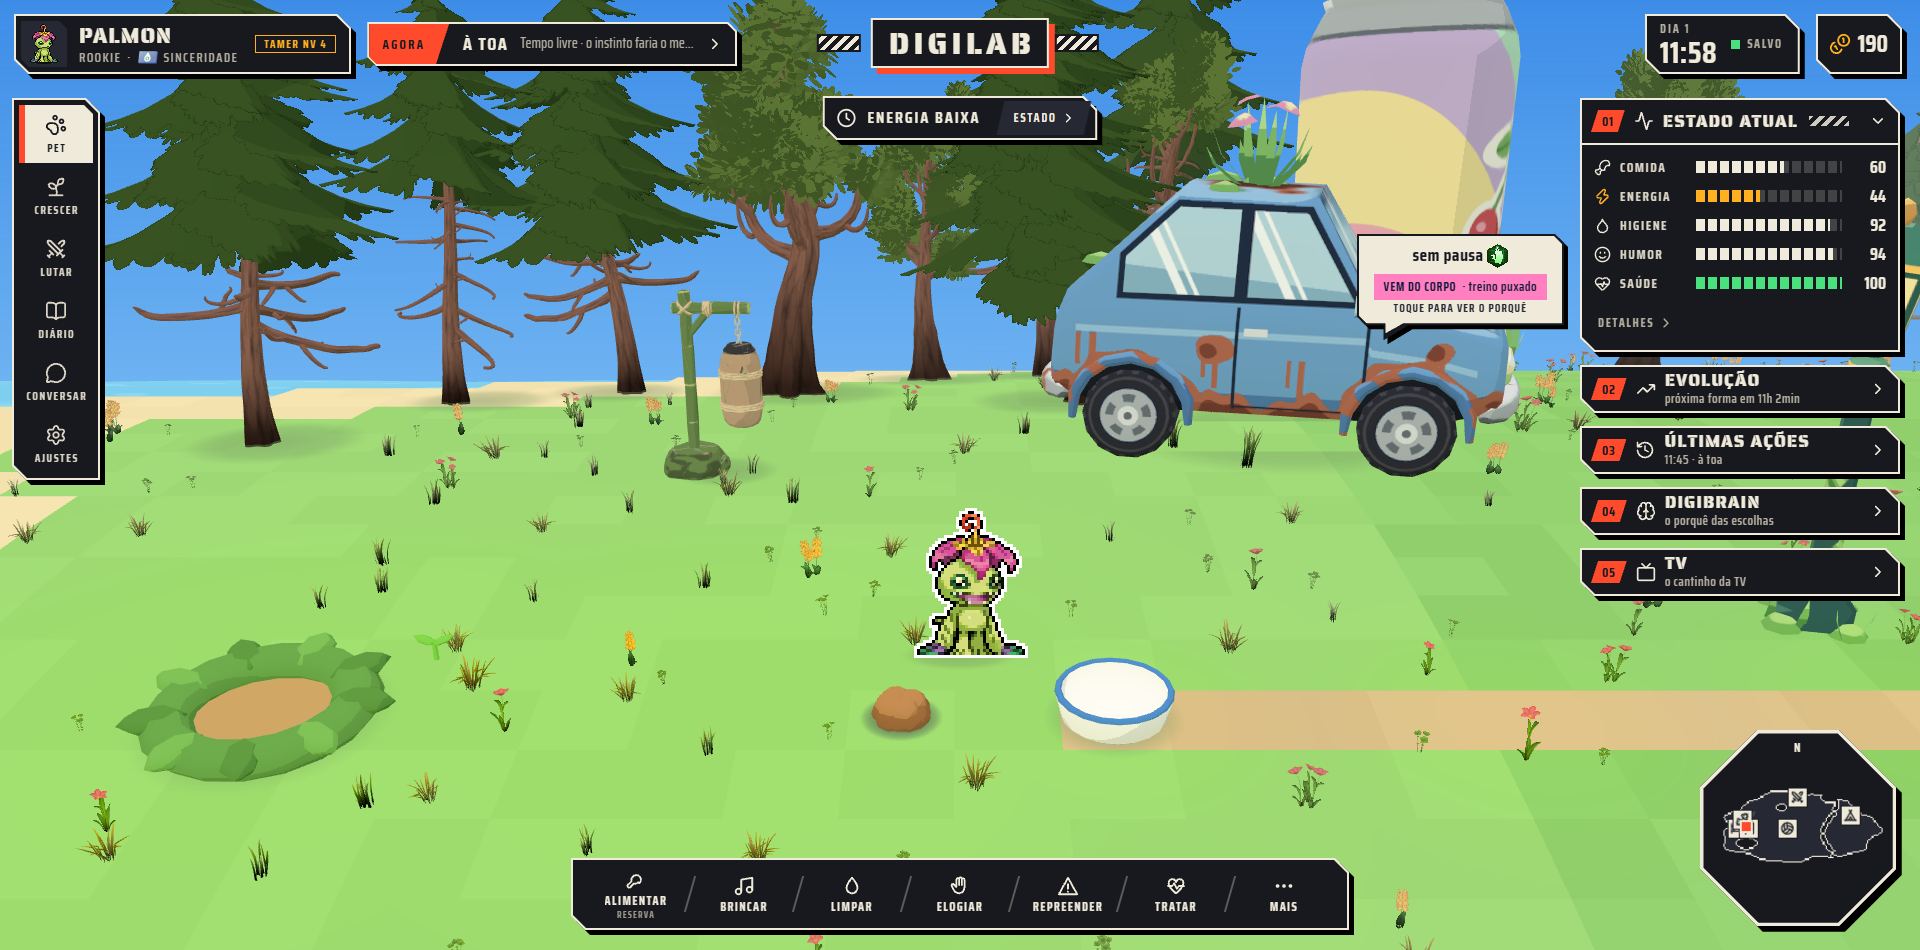 PALMON
ROOKIE · SINCERIDADE
TAMER NV 4
AGORA
À TOA
Tempo livre · o instinto faria o me...
DIGILAB
DIA 1
11:58
SALVO
190
ENERGIA BAIXA
ESTADO
PET
CRESCER
LUTAR
DIÁRIO
CONVERSAR
AJUSTES
01 ESTADO ATUAL
COMIDA 60
ENERGIA 44
HIGIENE 92
HUMOR 94
SAÚDE 100
DETALHES
sem pausa
VEM DO CORPO · treino puxado
TOQUE PARA VER O PORQUÊ
02 EVOLUÇÃO
próxima forma em 11h 2min
03 ÚLTIMAS AÇÕES
11:45 · à toa
04 DIGIBRAIN
o porquê das escolhas
05 TV
o cantinho da TV
N
ALIMENTAR
RESERVA
BRINCAR
LIMPAR
ELOGIAR
REPREENDER
TRATAR
MAIS